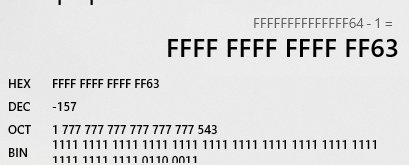 FFFFFFFFFFFFFF64 - 1 =
FFFF FFFF FFFF FF63
HEX FFFF FFFF FFFF FF63
DEC -157
OCT 1 777 777 777 777 777 777 543
BIN 1111 1111 1111 1111 1111 1111 1111 1111 1111 1111 1111
1111 1111 1111 0110 0011